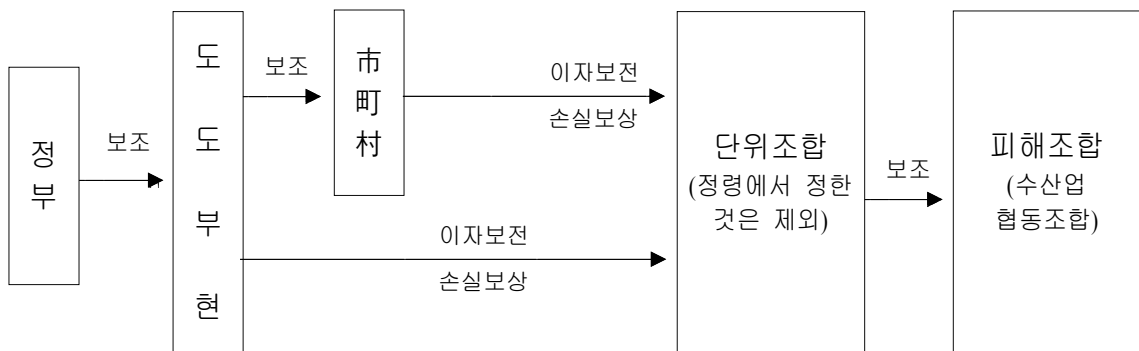 정
부
보조
도
도
부
현
보조
市
町
村
이자보전
손실보상
이자보전
손실보상
단위조합
(정령에서 정한
것은 제외)
보조
피해조합
(수산업
협동조합)